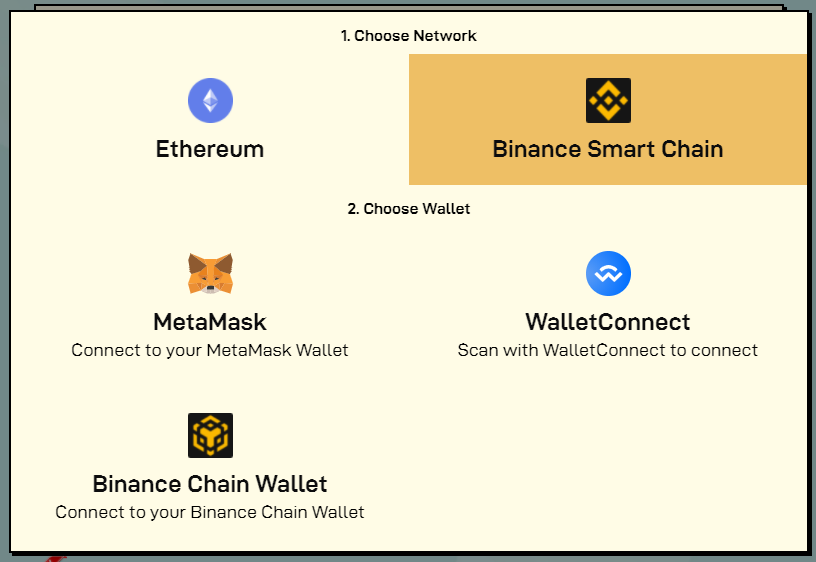 1. Choose Network
Ethereum
Binance Smart Chain
2. Choose Wallet
MetaMask
Connect to your MetaMask Wallet
WalletConnect
Scan with WalletConnect to connect
Binance Chain Wallet
Connect to your Binance Chain Wallet